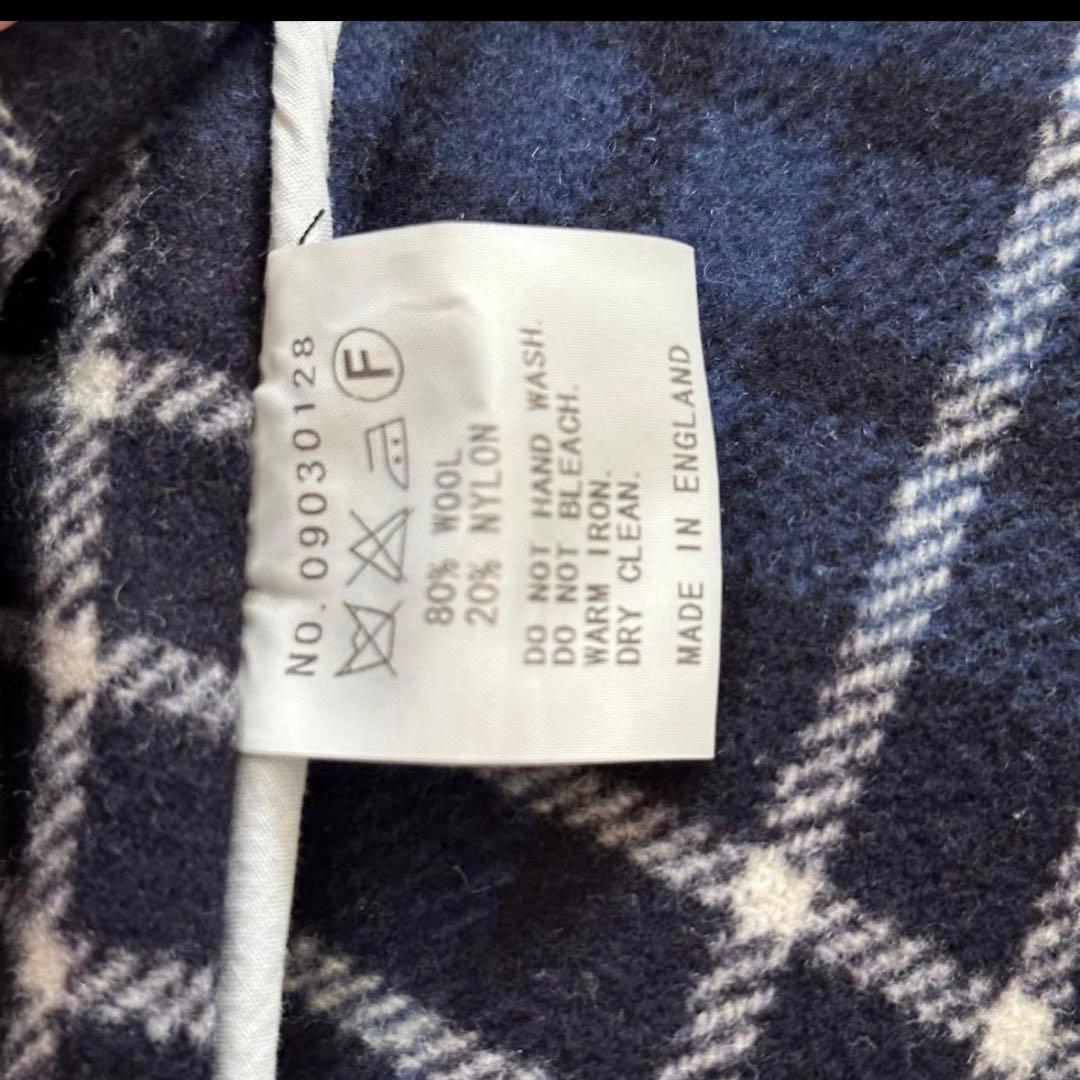 NO. 0903０128
F
80% WOOL
20% NYLON
DO NOT HAND WASH.
DO NOT BLEACH.
WARM IRON.
DRY CLEAN.
MADE IN ENGLAND